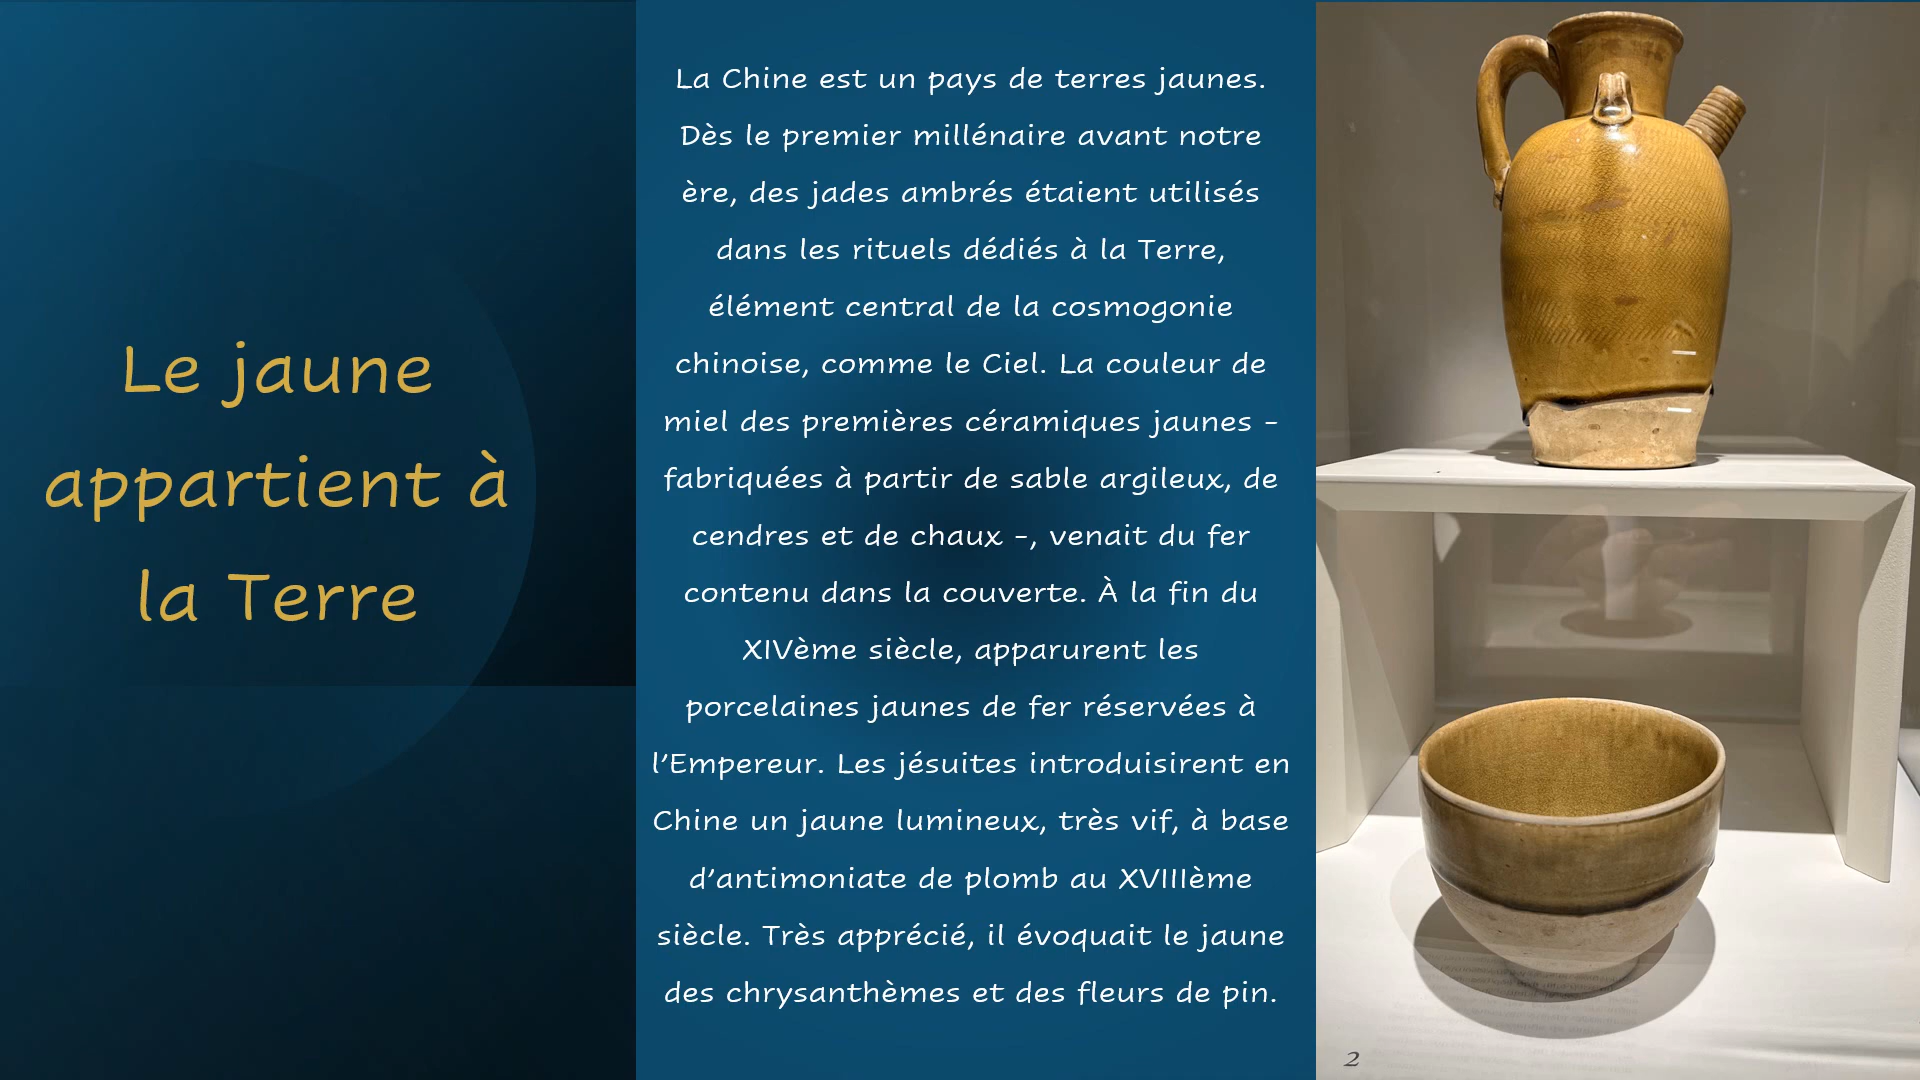 Le jaune
appartient à
la Terre
La Chine est un pays de terres jaunes.
Dès le premier millénaire avant notre
ère, des jades ambrés étaient utilisés
dans les rituels dédiés à la Terre,
élément central de la cosmogonie
chinoise, comme le Ciel. La couleur de
miel des premières céramiques jaunes -
fabriquées à partir de sable argileux, de
cendres et de chaux -, venait du fer
contenu dans la couverte. À la fin du
XIVème siècle, apparurent les
porcelaines jaunes de fer réservées à
l’Empereur. Les jésuites introduisirent en
Chine un jaune lumineux, très vif, à base
d’antimoniate de plomb au XVIIIème
siècle. Très apprécié, il évoquait le jaune
des chrysanthèmes et des fleurs de pin.
2